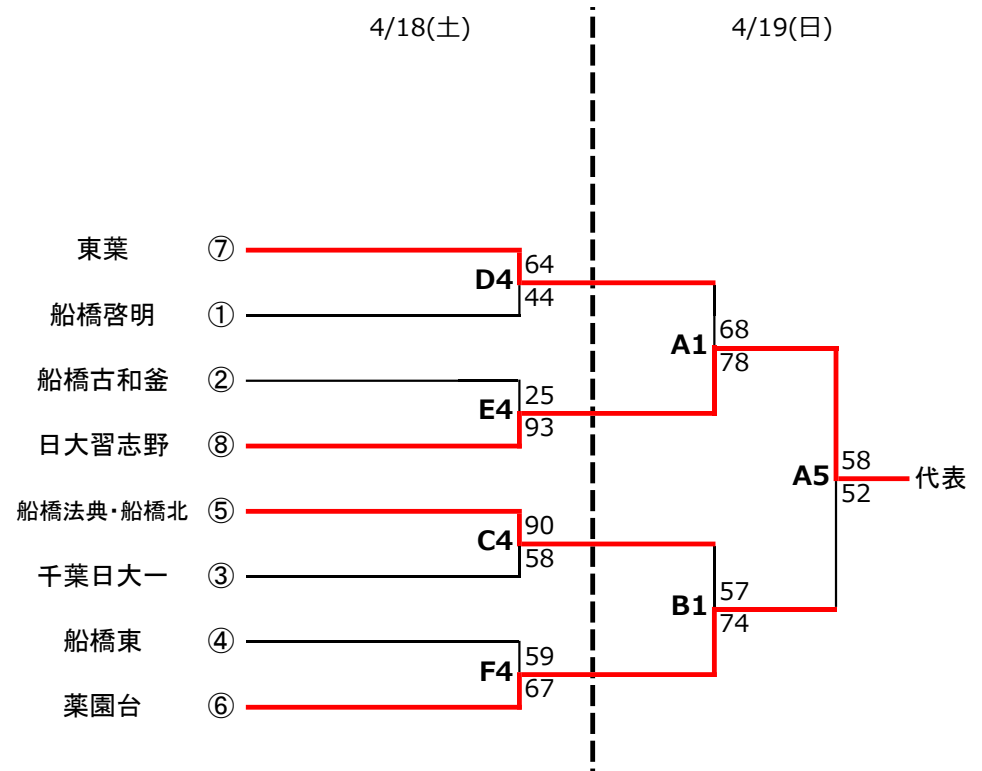 4/18(土) 4/19(日)
東葉 ⑦
64
D4
44
船橋啓明 ①
68
A1
78
船橋古和釜 ②
25
E4
93
日大習志野 ⑧
58
A5 代表
52
船橋法典・船橋北 ⑤
90
C4
58
千葉日大一 ③
57
B1
74
船橋東 ④
59
F4
67
薬園台 ⑥